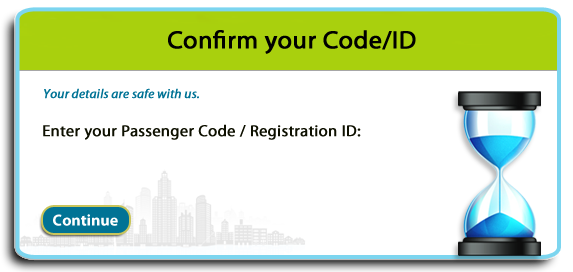 Confirm your Code/ID
Your details are safe with us.
Enter your Passenger Code / Registration ID:
Continue